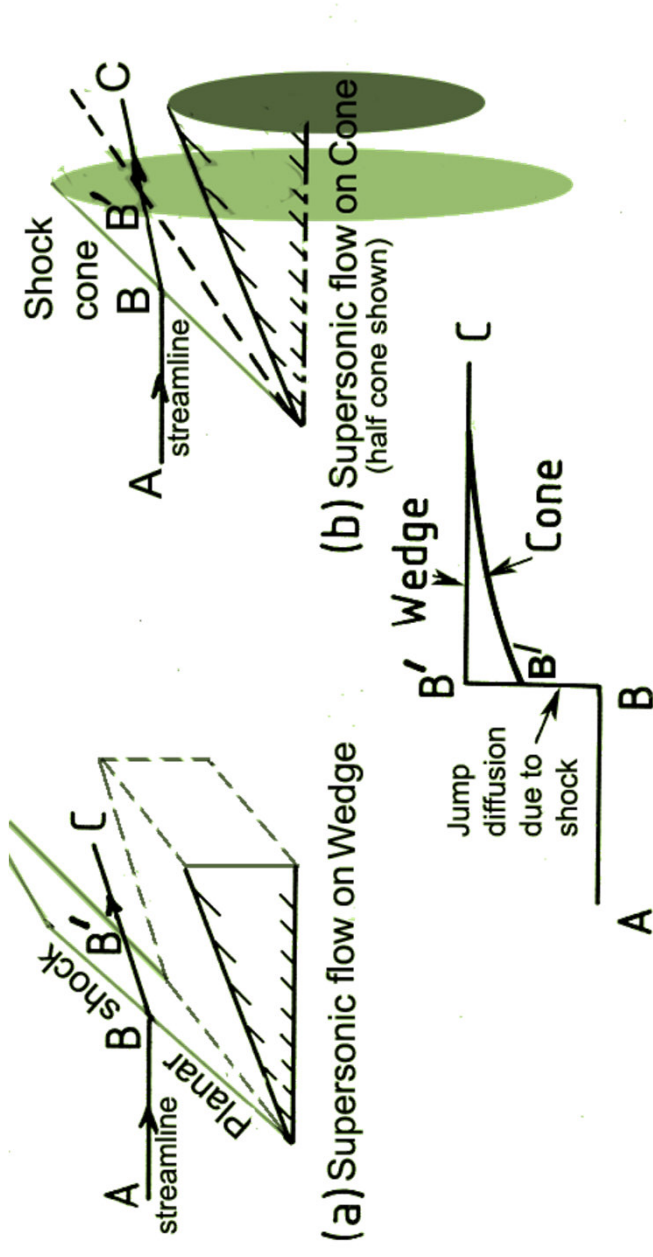 A
streamline
B
B'
C
Planar
shock
(a) Supersonic flow on Wedge
Shock
cone
A
streamline
B
B'
C
(b) Supersonic flow on Cone
(half cone shown)
B'
Wedge
C
Cone
B'
Jump
diffusion
due to
shock
A
B